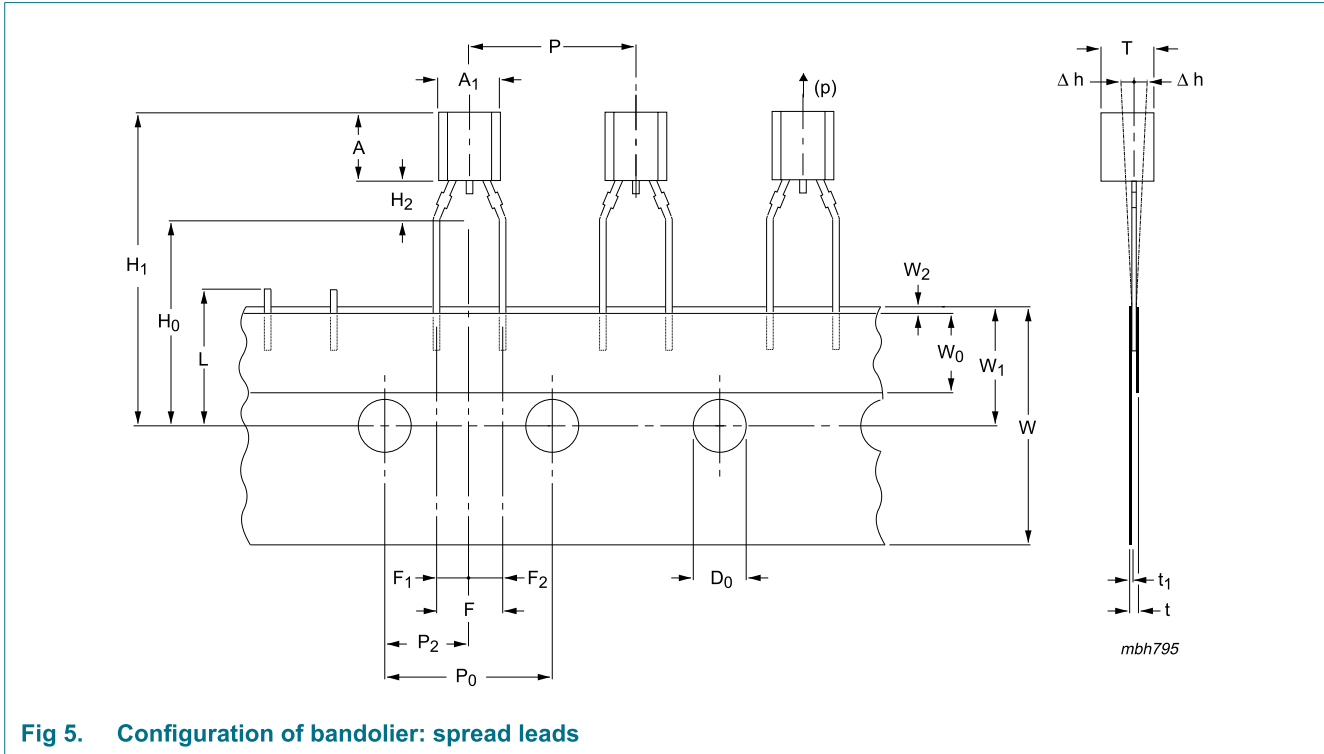 P
T
A1
(p)
Δ h
Δ h
A
H2
H1
W2
H0
L
W0
W1
W
F1
F2
D0
F
t1
t
P2
P0
mbh795
Fig 5. Configuration of bandolier: spread leads